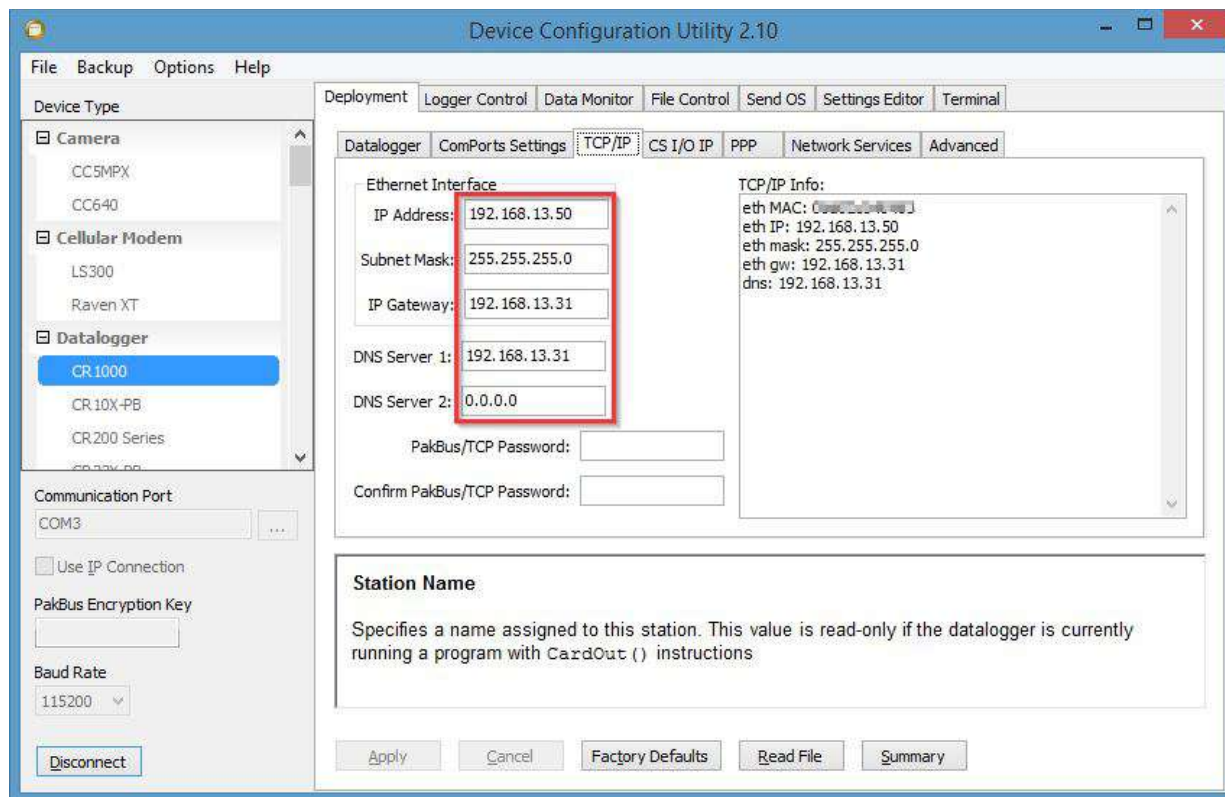 Device Configuration Utility 2.10
File Backup Options Help
Device Type
Camera
CC5MPX
CC640
Cellular Modem
LS300
Raven XT
Datalogger
CR1000
CR10X-PB
CR200 Series
Communication Port
COM3
...
Use IP Connection
PakBus Encryption Key
Baud Rate
115200
Disconnect
Deployment Logger Control Data Monitor File Control Send OS Settings Editor Terminal
Datalogger ComPorts Settings TCP/IP CS I/O IP PPP Network Services Advanced
Ethernet Interface
IP Address: 192.168.13.50
Subnet Mask: 255.255.255.0
IP Gateway: 192.168.13.31
DNS Server 1: 192.168.13.31
DNS Server 2: 0.0.0.0
PakBus/TCP Password:
Confirm PakBus/TCP Password:
TCP/IP Info:
eth MAC:
eth IP: 192.168.13.50
eth mask: 255.255.255.0
eth gw: 192.168.13.31
dns: 192.168.13.31
Station Name
Specifies a name assigned to this station. This value is read-only if the datalogger is currently
running a program with CardOut() instructions
Apply Cancel Factory Defaults Read File Summary